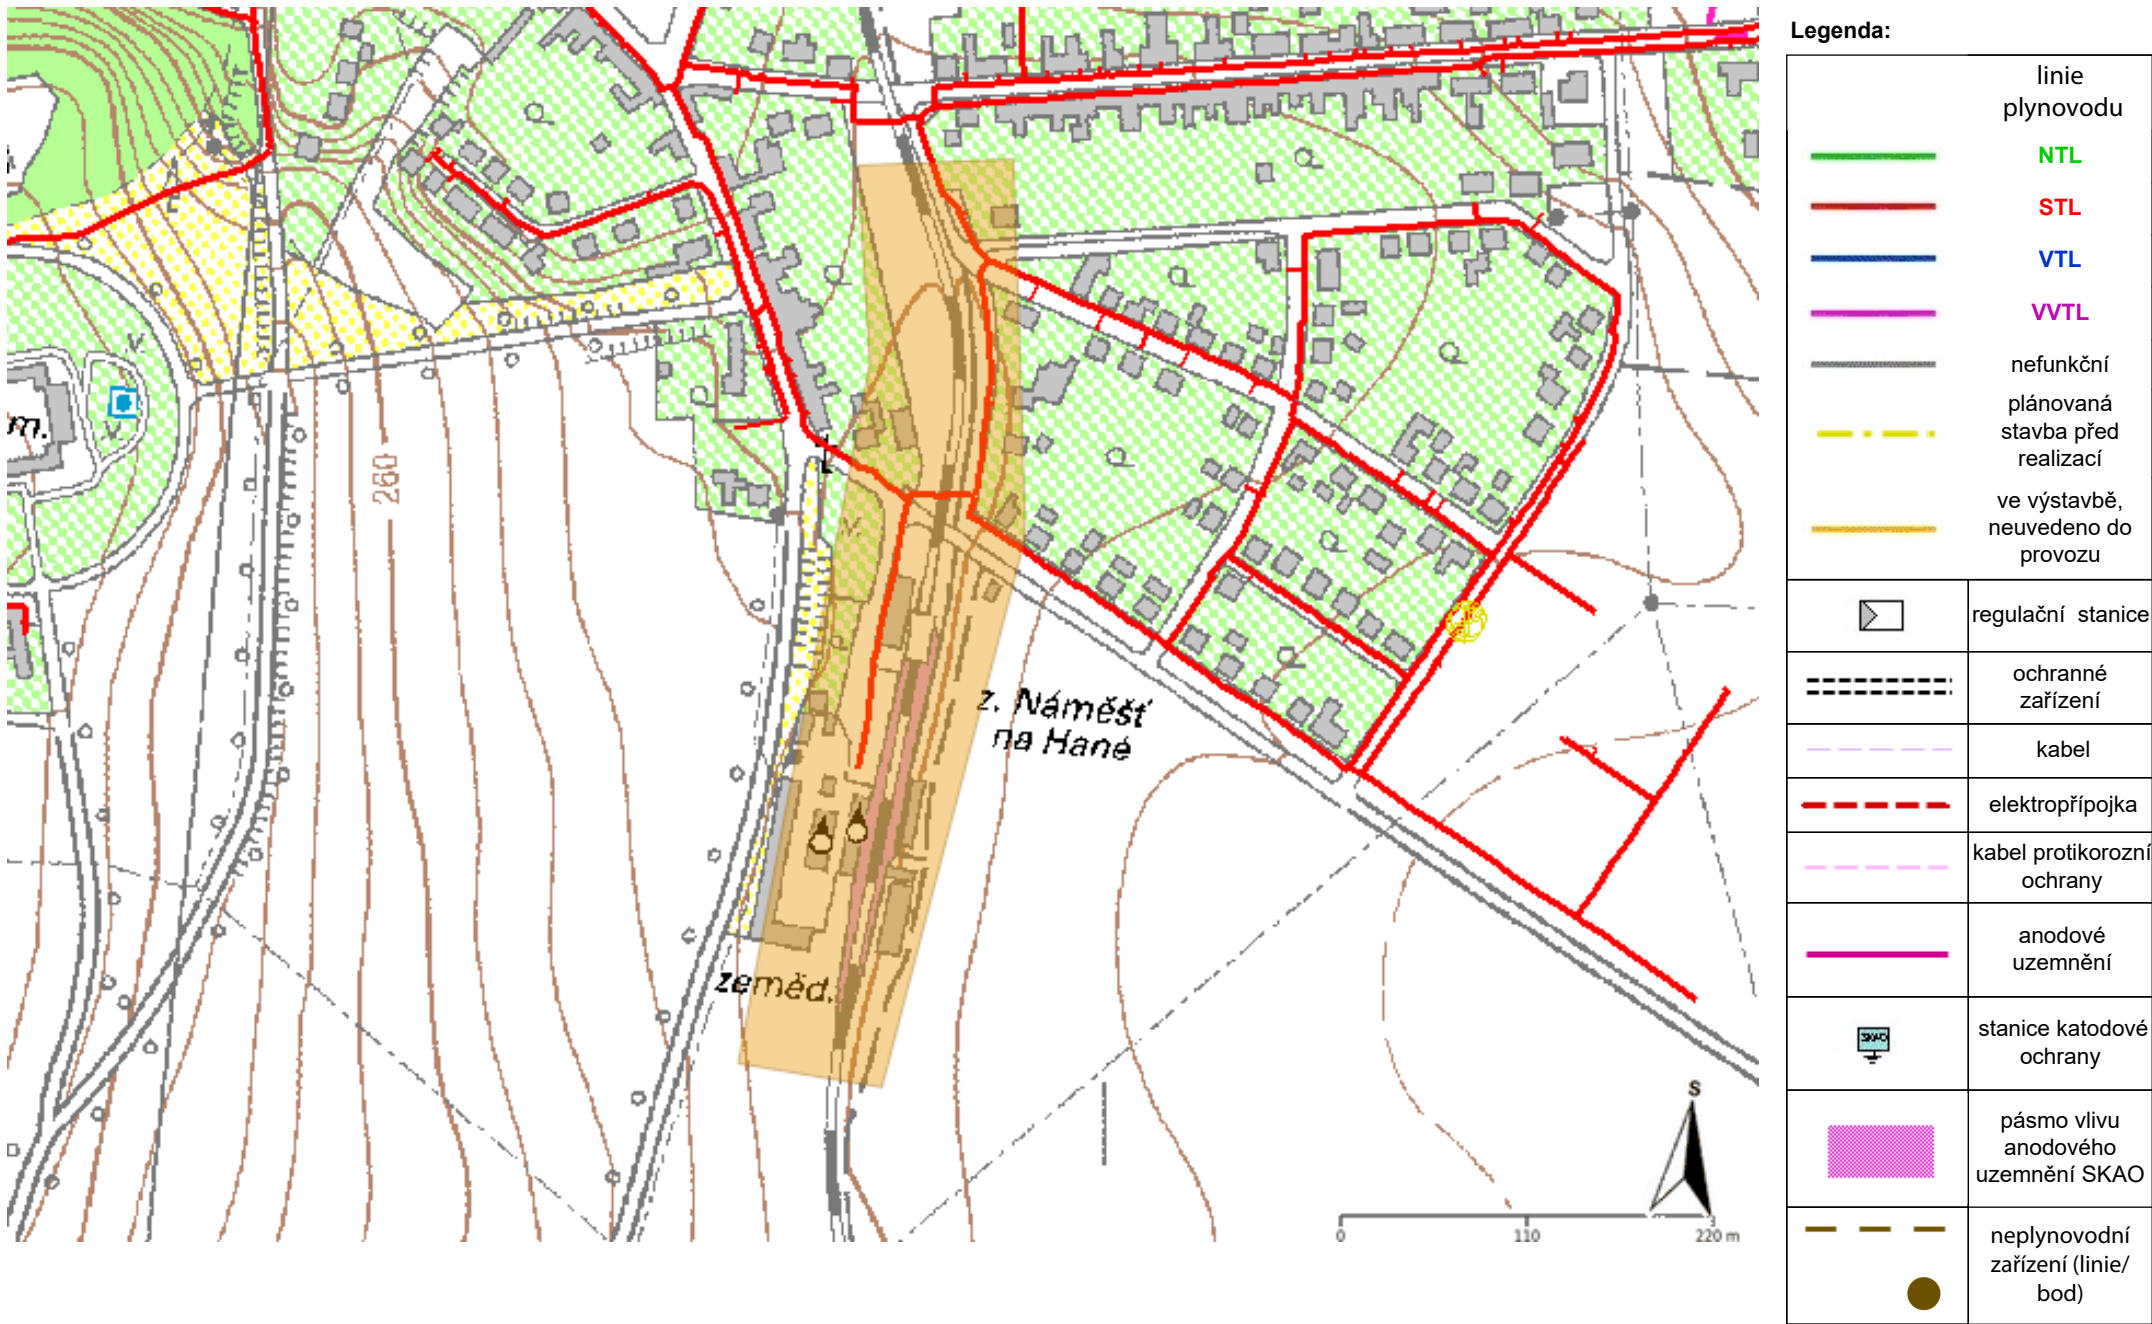 m.
260
z. Náměšť
na Hané
zeměd.
S
0 110 220 m
Legenda:
linie
plynovodu
NTL
STL
VTL
VVTL
nefunkční
plánovaná
stavba před
realizací
ve výstavbě,
neuvedeno do
provozu
regulační stanice
ochranné
zařízení
kabel
elektropřípojka
kabel protikorozní
ochrany
anodové
uzemnění
SKAO
stanice katodové
ochrany
pásmo vlivu
anodového
uzemnění SKAO
neplynovodní
zařízení (linie/
bod)